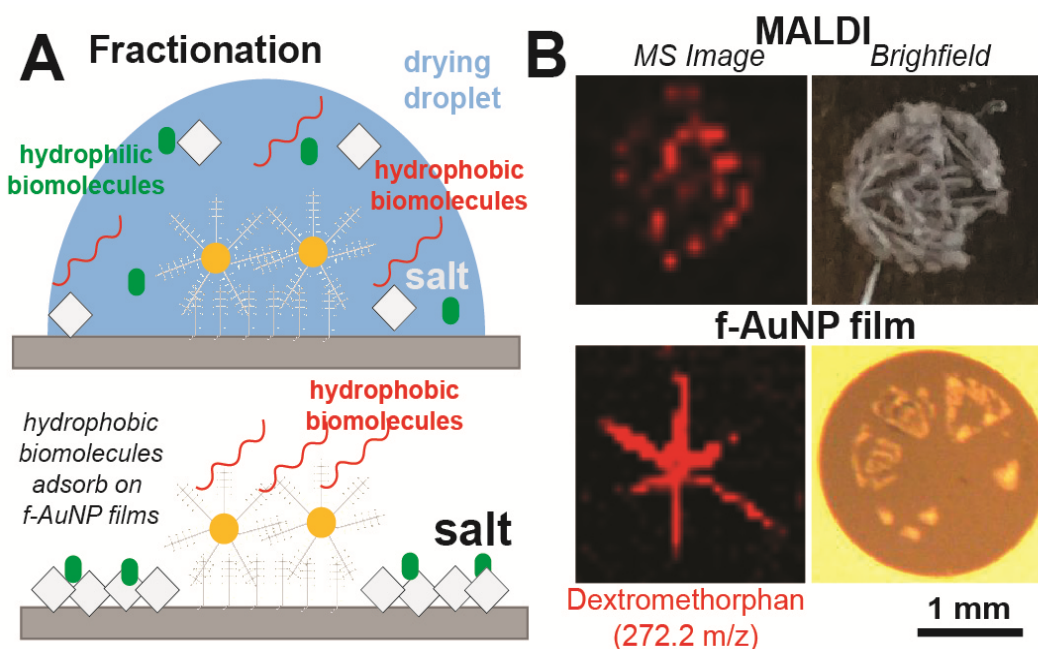 A
Fractionation
drying
droplet
hydrophilic
biomolecules
hydrophobic
biomolecules
salt
hydrophobic
biomolecules
hydrophobic
biomolecules
adsorb on
f-AuNP films
salt
B
MALDI
MS Image
Brighfield
f-AuNP film
Dextromethorphan
(272.2 m/z)
1 mm